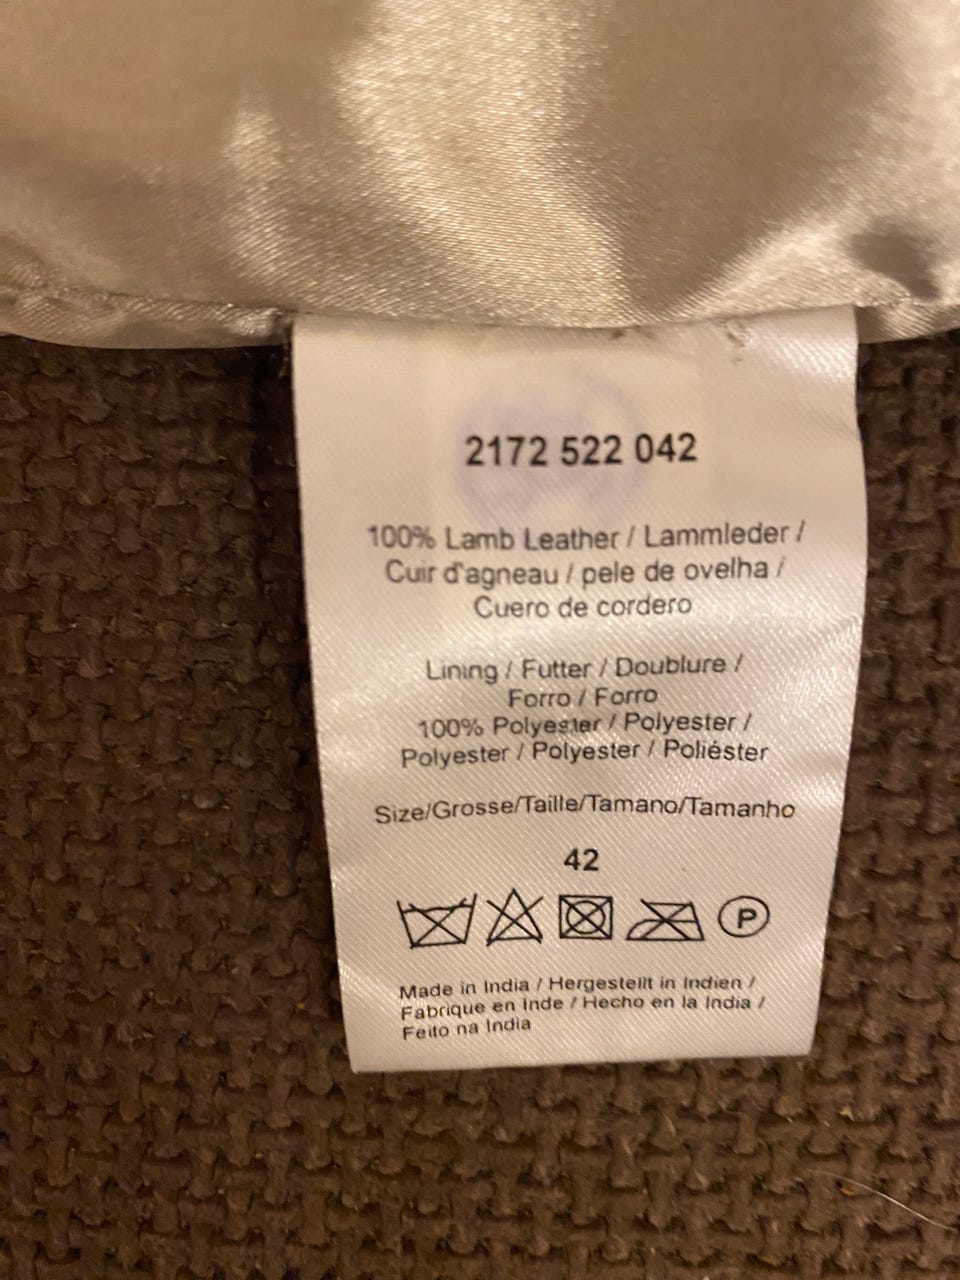 2172 522 042
100% Lamb Leather / Lammleder /
Cuir d'agneau / pele de ovelha /
Cuero de cordero
Lining / Futter / Doublure /
Forro / Forro
100% Polyester / Polyester /
Polyester / Polyester / Poliéster
Size/Grosse/Taille/Tamano/Tamanho
42
P
Made in India / Hergestellt in Indien /
Fabrique en Inde / Hecho en la India /
Feito na India